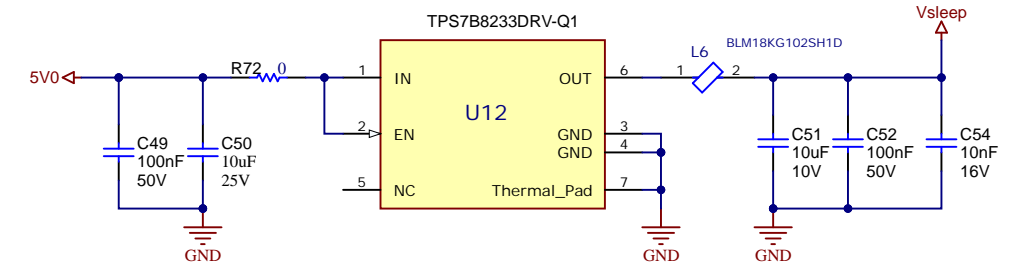 TPS7B8233DRV-Q1
Vsleep
5V0
R72 0
1 IN
2 EN
5 NC
U12
OUT 6
GND 3
GND 4
Thermal_Pad 7
L6
BLM18KG102SH1D
1 2
C49
100nF
50V
C50
10uF
25V
C51
10uF
10V
C52
100nF
50V
C54
10nF
16V
GND
GND
GND